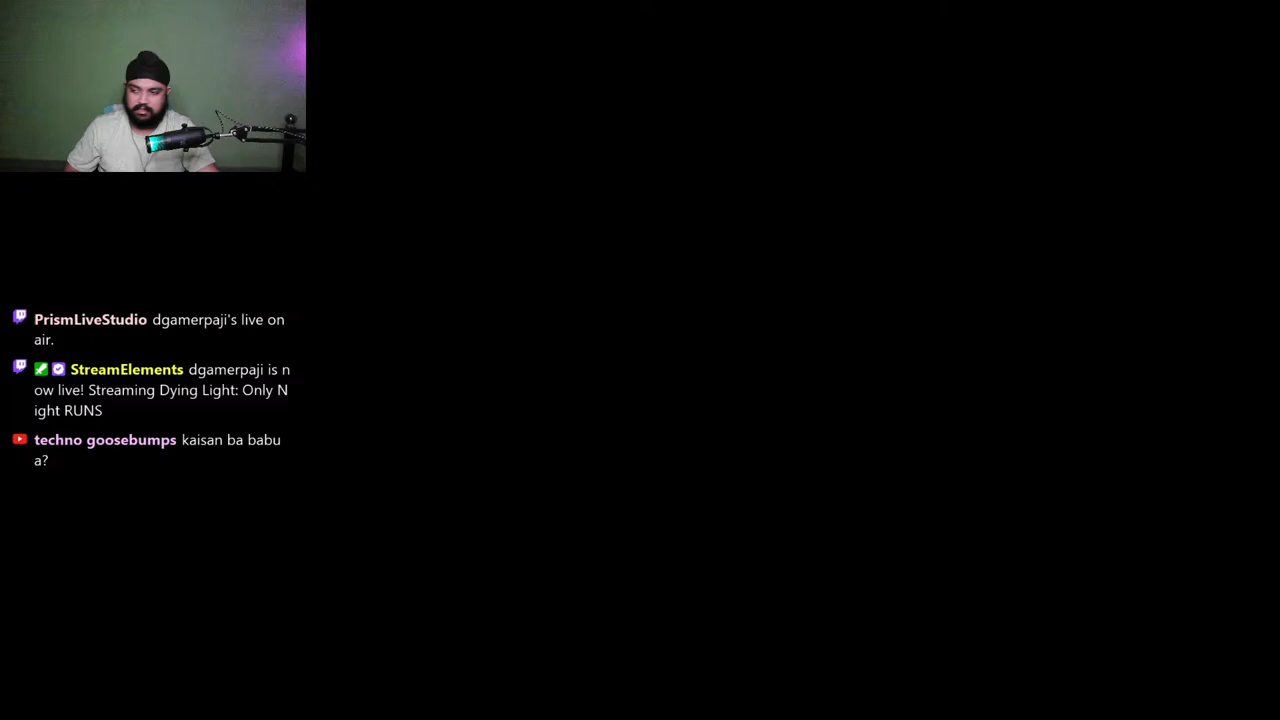 PrismLiveStudio dgamerpaji's live on
air.
StreamElements dgamerpaji is n
ow live! Streaming Dying Light: Only N
ight RUNS
techno goosebumps kaisan ba babu
a?